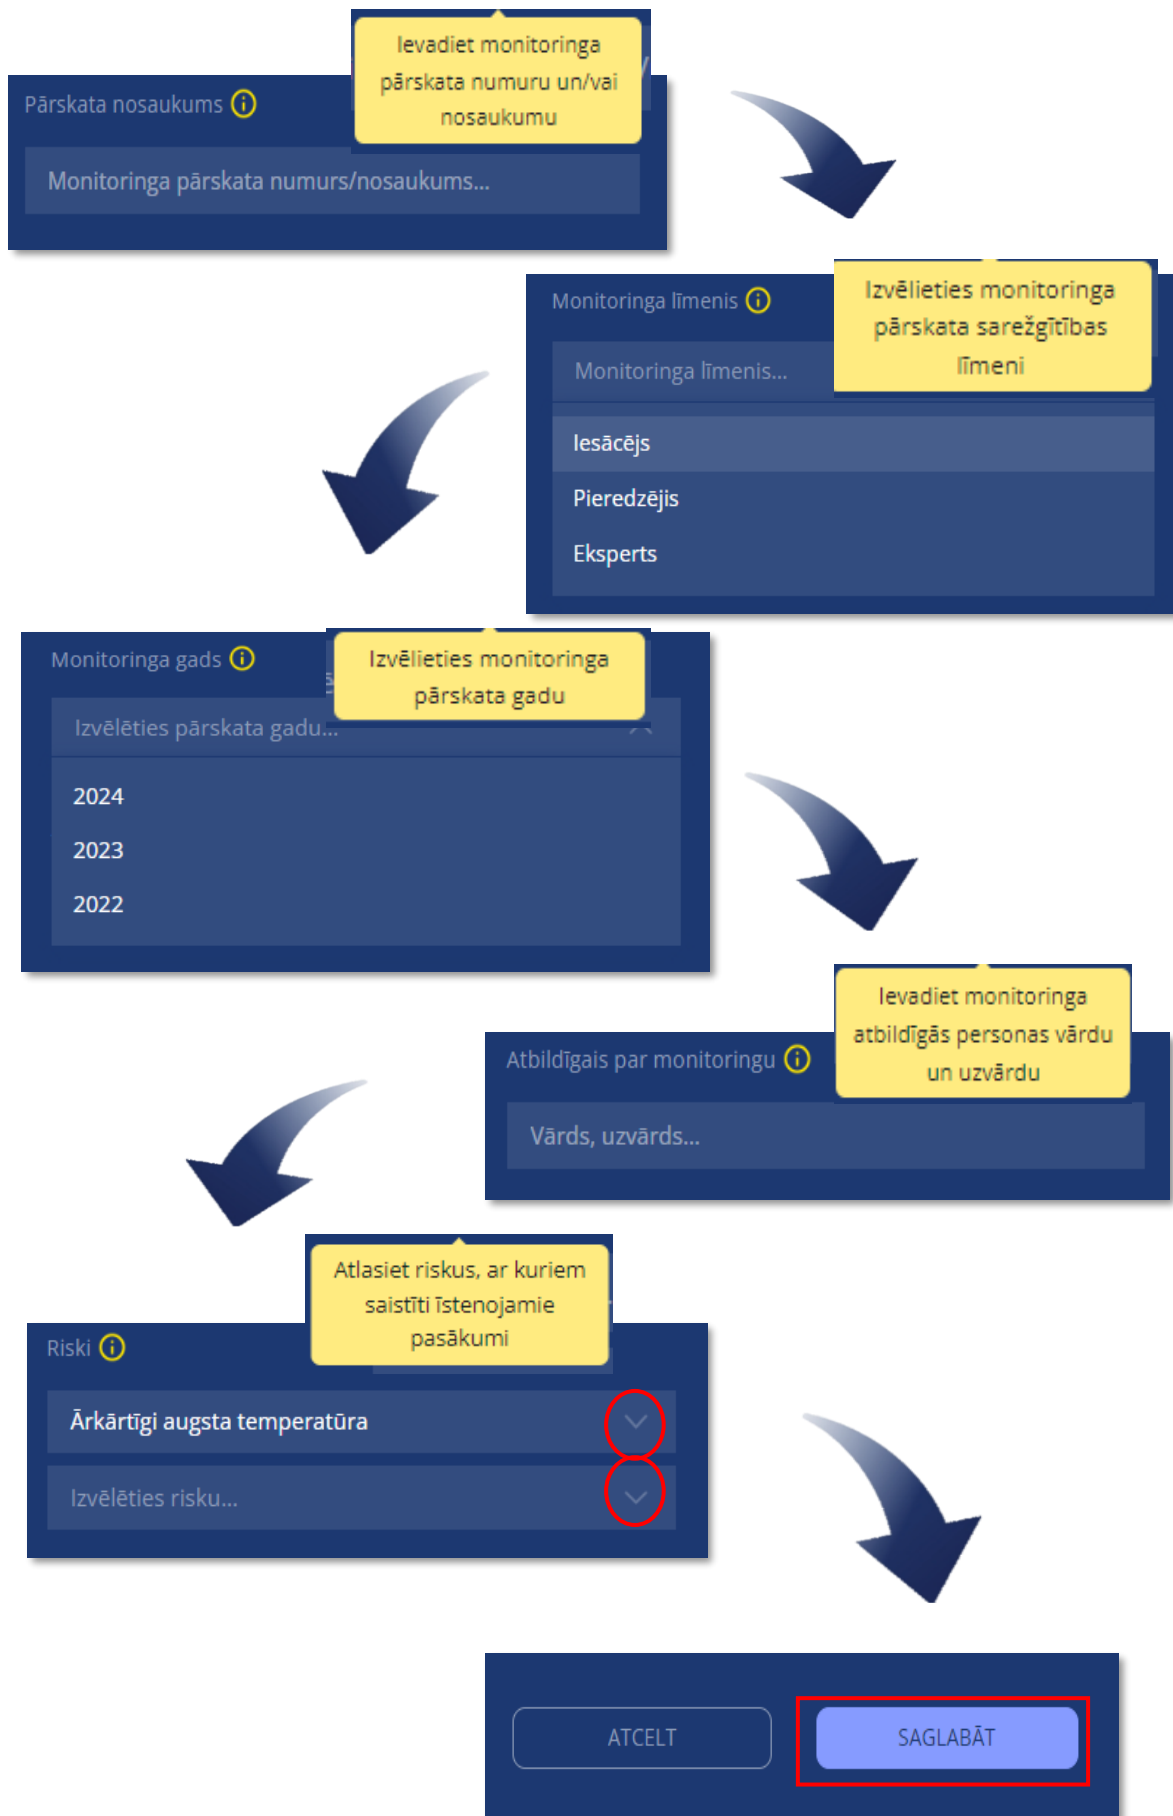 Ievadiet monitoringa
pārskata numuru un/vai
nosaukumu
Pārskata nosaukums
Monitoringa pārskata numurs/nosaukums...
Izvēlieties monitoringa
pārskata sarežgītības
līmeni
Monitoringa līmenis
Monitoringa līmenis...
Iesācējs
Pieredzējis
Eksperts
Izvēlieties monitoringa
pārskata gadu
Monitoringa gads
Izvēlēties pārskata gadu...
2024
2023
2022
Ievadiet monitoringa
atbildīgās personas vārdu
un uzvārdu
Atbildīgais par monitoringu
Vārds, uzvārds...
Atlasiet riskus, ar kuriem
saistīti īstenojamie
pasākumi
Riski
Ārkārtīgi augsta temperatūra
Izvēlēties risku...
ATCELT
SAGLABĀT